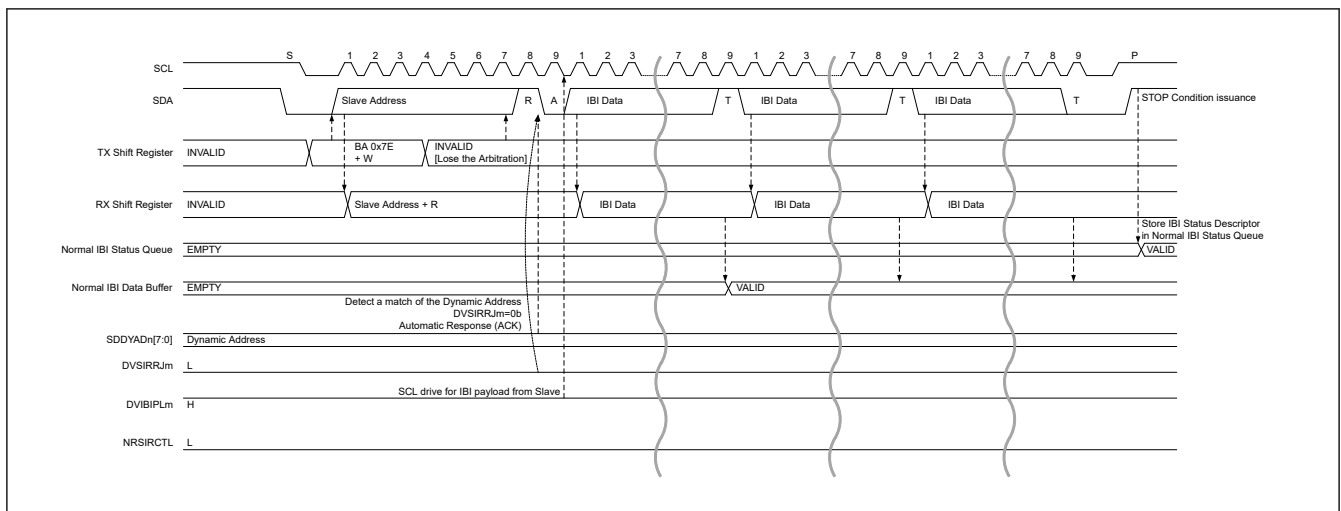 S 1 2 3 4 5 6 7 8 9 1 2 3 7 8 9 1 2 3 7 8 9 1 2 3 7 8 9 P
SCL
SDA Slave Address R A IBI Data T IBI Data T IBI Data T STOP Condition issuance
BA 0x7E
+ W
INVALID
[Lose the Arbitration]
TX Shift Register INVALID
RX Shift Register INVALID Slave Address + R IBI Data IBI Data IBI Data
Store IBI Status Descriptor
in Normal IBI Status Queue
Normal IBI Status Queue EMPTY VALID
Normal IBI Data Buffer EMPTY VALID
Detect a match of the Dynamic Address
DVSIRRJm=0b
Automatic Response (ACK)
SDDYADn[7:0] Dynamic Address
DVSIRRJm L
SCL drive for IBI payload from Slave
DVIBIPLm H
NRSIRCTL L